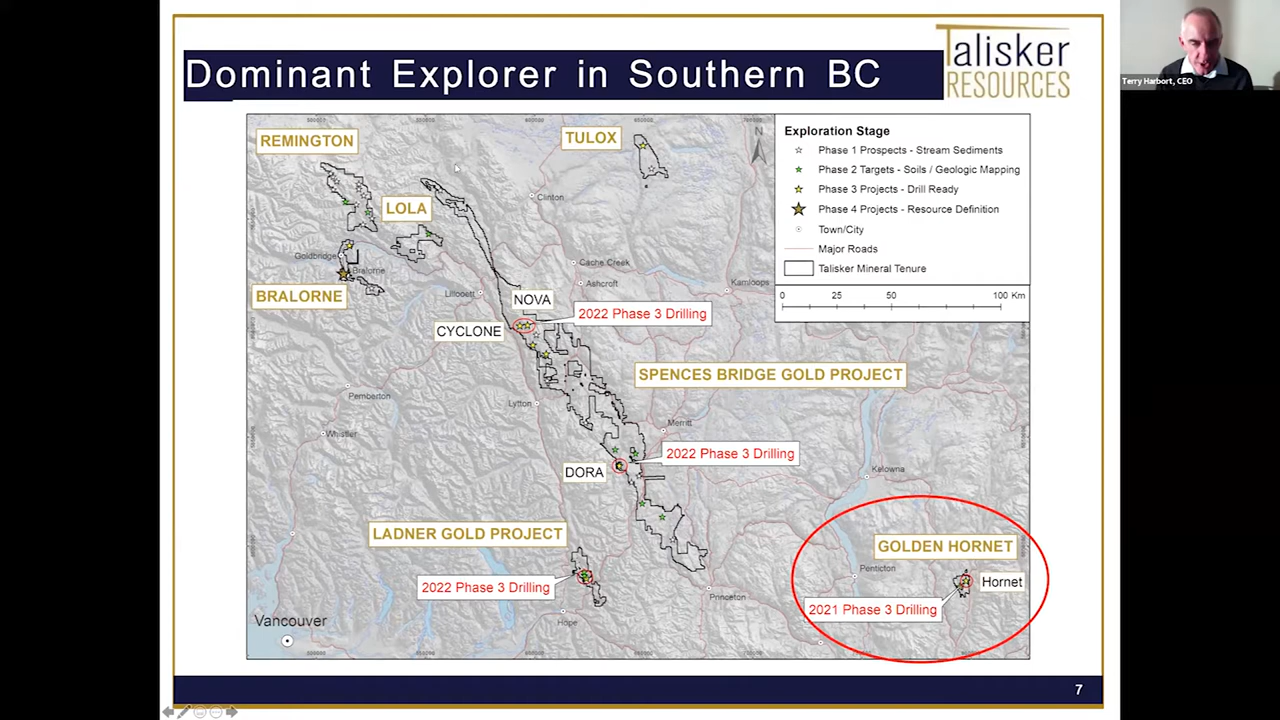 Dominant Explorer in Southern BC
Talisker
RESOURCES
Terry Harbort, CEO
REMINGTON
TULOX
LOLA
Clinton
Goldbridge
Bralorne
BRALORNE
Cache Creek
Ashcroft
Kamloops
Lillooett
NOVA
CYCLONE
2022 Phase 3 Drilling
SPENCES BRIDGE GOLD PROJECT
Pemberton
Lytton
Whistler
Merritt
2022 Phase 3 Drilling
DORA
Kelowna
LADNER GOLD PROJECT
GOLDEN HORNET
Penticton
Hornet
2022 Phase 3 Drilling
2021 Phase 3 Drilling
Princeton
Hope
Vancouver
N
Exploration Stage
Phase 1 Prospects - Stream Sediments
Phase 2 Targets - Soils / Geologic Mapping
Phase 3 Projects - Drill Ready
Phase 4 Projects - Resource Definition
Town/City
Major Roads
Talisker Mineral Tenure
0 25 50 100 Km
7